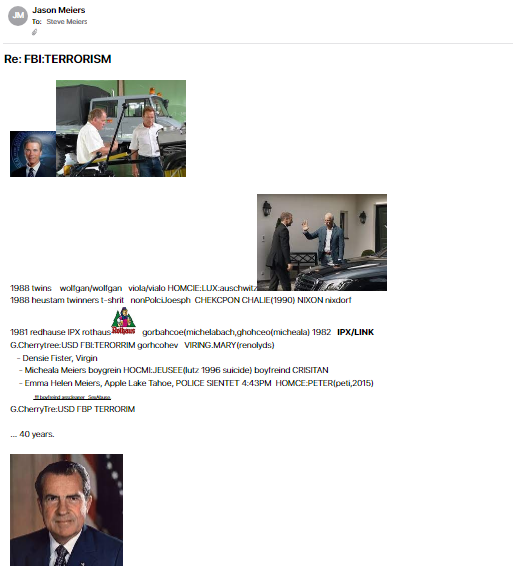 JM
Jason Meiers
To: Steve Meiers
Re: FBI:TERRORISM
1988 twins wolfgan/wolfgan viola/vialo HOMCIE:LUX:auschwitz
1988 heustam twinners t-shrit nonPolciJoesph CHEKCPON CHALIE(1990) NIXON nixdorf
Rothaus
1981 redhause IPX rothaus gorbahcoe(michelabach,ghohceo(micheala) 1982 IPX/LINK
G.Cherrytree:USD FBI:TERORRIM gorhcohev VIRING.MARY(renolyds)
- Densie Fister, Virgin
- Micheala Meiers boygrein HOCMI:JEUSEE(lutz 1996 suicide) boyfreind CRISITAN
- Emma Helen Meiers, Apple Lake Tahoe, POLICE SIENTET 4:43PM HOMCE:PETER(peti,2015)
G.CherryTre:USD FBP TERRORIM
... 40 years.